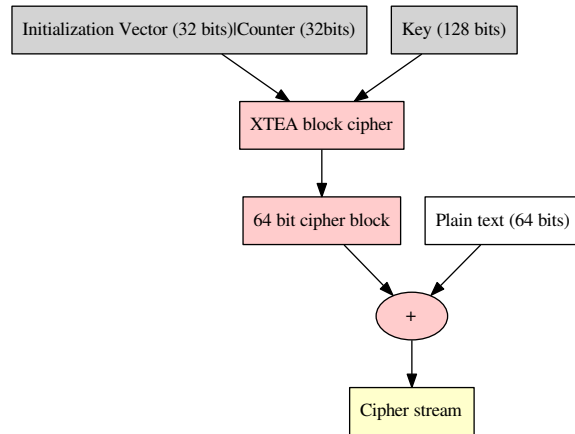 Initialization Vector (32 bits)|Counter (32bits)
Key (128 bits)
XTEA block cipher
64 bit cipher block
Plain text (64 bits)
+
Cipher stream